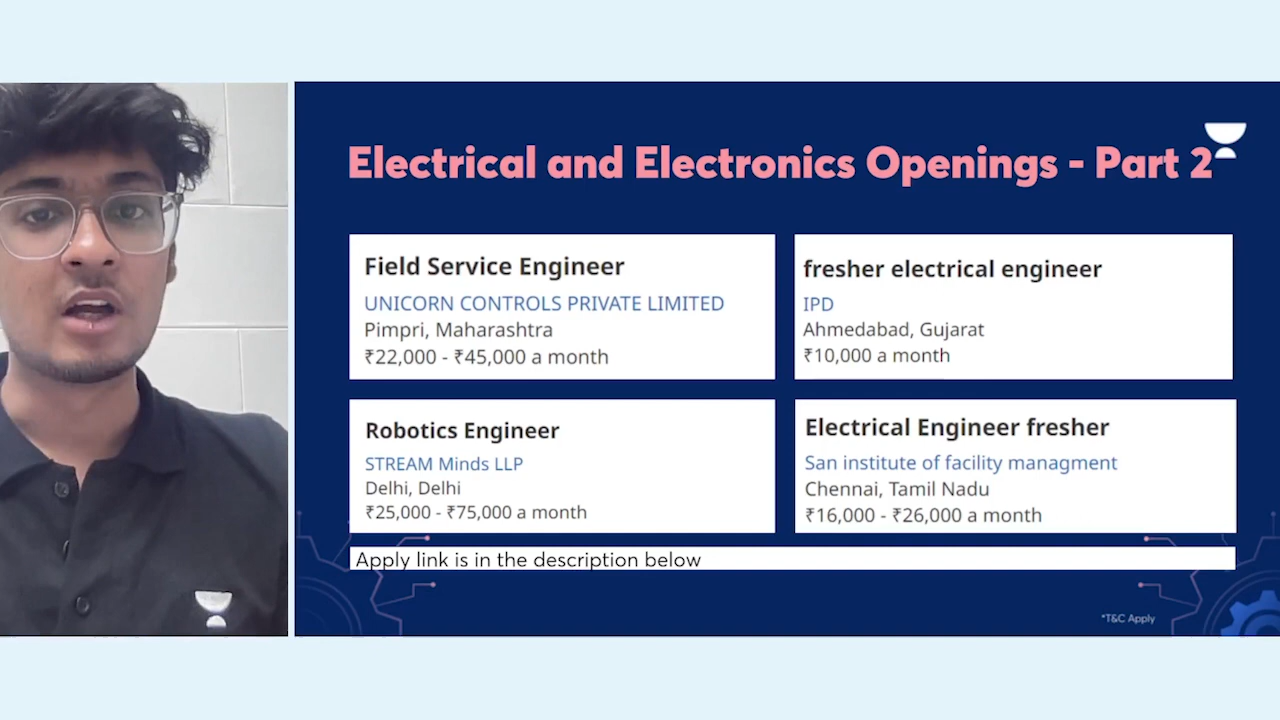 Electrical and Electronics Openings - Part 2
Field Service Engineer
UNICORN CONTROLS PRIVATE LIMITED
Pimpri, Maharashtra
₹22,000 - ₹45,000 a month
fresher electrical engineer
IPD
Ahmedabad, Gujarat
₹10,000 a month
Robotics Engineer
STREAM Minds LLP
Delhi, Delhi
₹25,000 - ₹75,000 a month
Electrical Engineer fresher
San institute of facility managment
Chennai, Tamil Nadu
₹16,000 - ₹26,000 a month
Apply link is in the description below
*T&C Apply